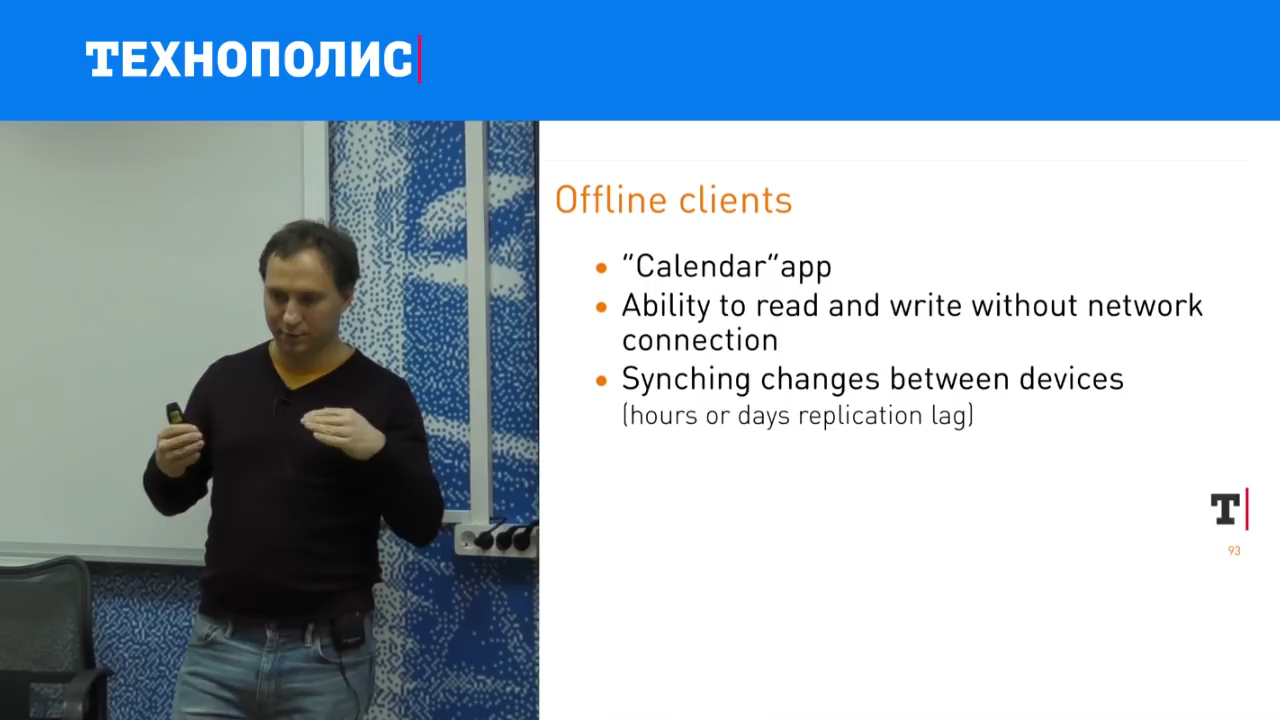 ТЕХНОПОЛИС
Offline clients
• ”Calendar”app
• Ability to read and write without network
connection
• Synching changes between devices
(hours or days replication lag)
T
93